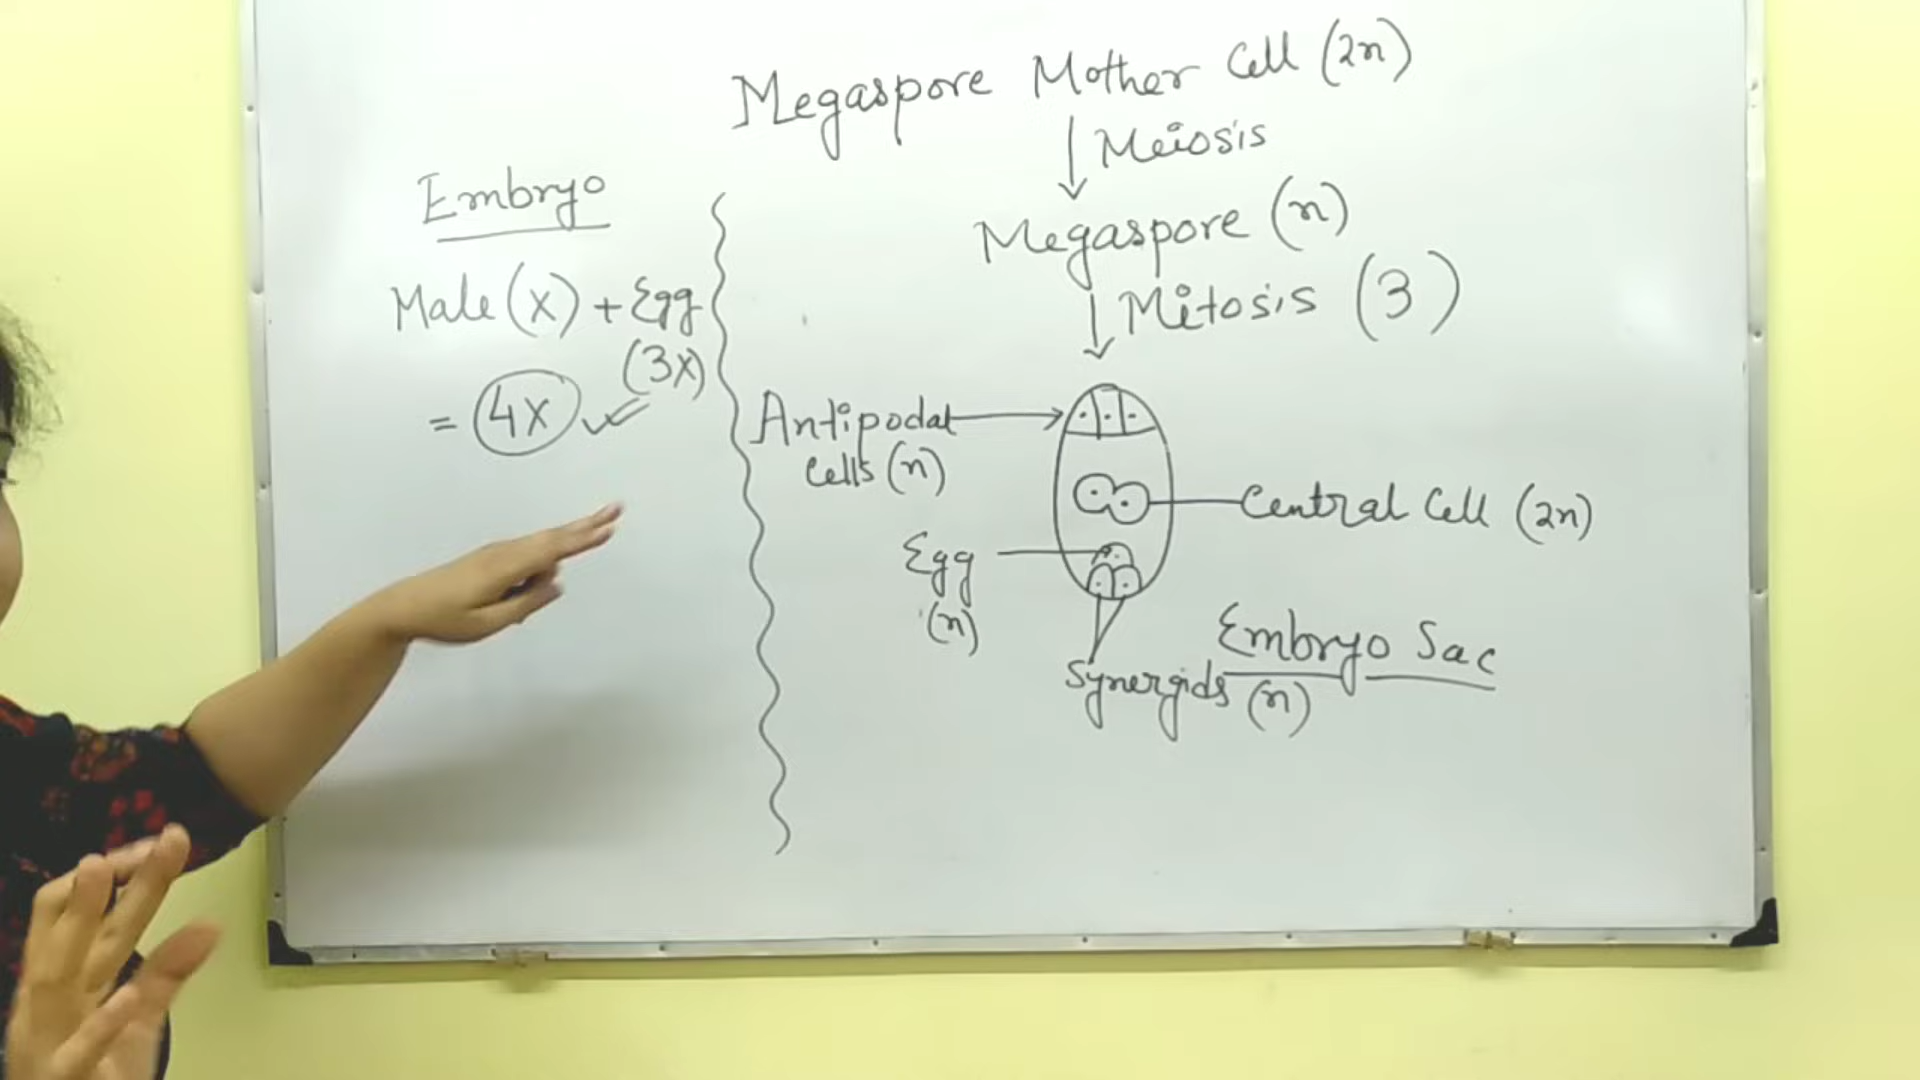 Megaspore Mother Cell (2n)
Meiosis
Megaspore (n)
Mitosis (3)
Antipodal
Cells (n)
Central Cell (2n)
Egg
(n)
Synergids (n)
Embryo Sac
Embryo
Male (x) + Egg
(3x)
= 4x ✓